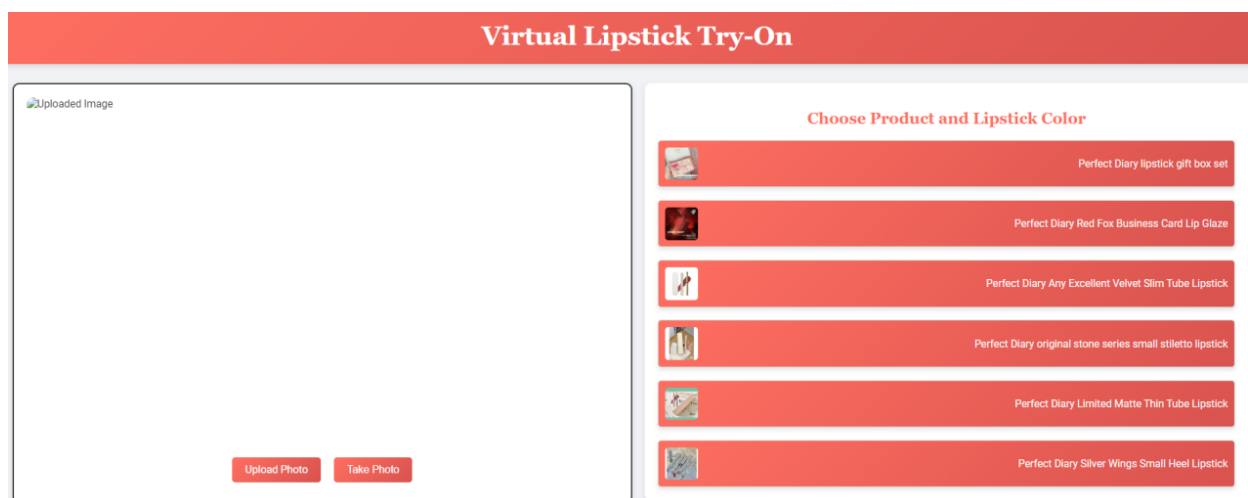 Virtual Lipstick Try-On
Uploaded Image
Upload Photo
Take Photo
Choose Product and Lipstick Color
Perfect Diary lipstick gift box set
Perfect Diary Red Fox Business Card Lip Glaze
Perfect Diary Any Excellent Velvet Slim Tube Lipstick
Perfect Diary original stone series small stiletto lipstick
Perfect Diary Limited Matte Thin Tube Lipstick
Perfect Diary Silver Wings Small Heel Lipstick